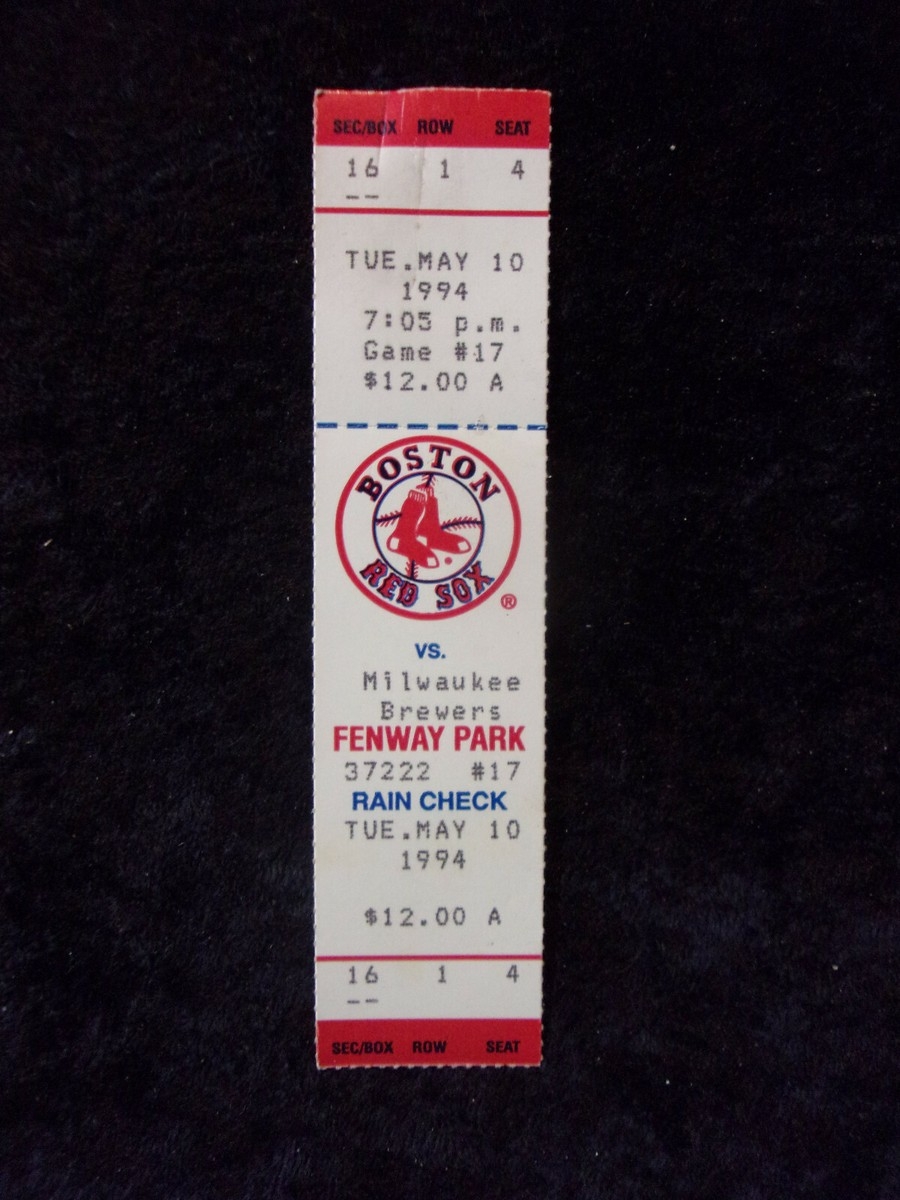 SEC/BOX ROW SEAT
16 1 4
--
TUE.MAY 10
1994
7:05 p.m.
Game #17
$12.00 A
BOSTON
RED SOX
®
VS.
Milwaukee
Brewers
FENWAY PARK
37222 #17
RAIN CHECK
TUE.MAY 10
1994
$12.00 A
16 1 4
--
SEC/BOX ROW SEAT